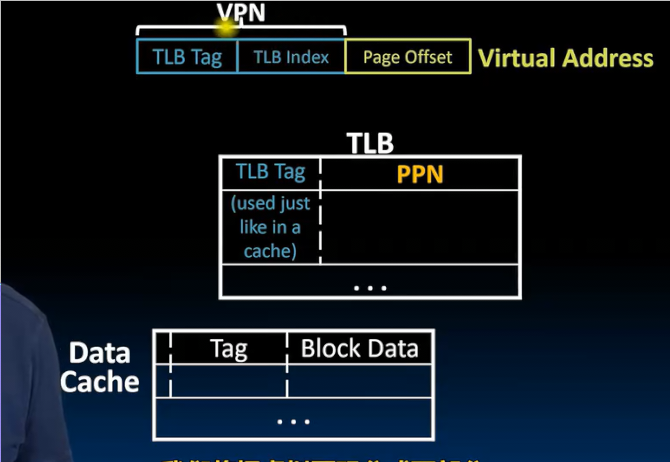 VPN
TLB Tag TLB Index Page Offset Virtual Address
TLB
TLB Tag PPN
(used just
like in a
cache)
...
Data
Cache
Tag Block Data
...